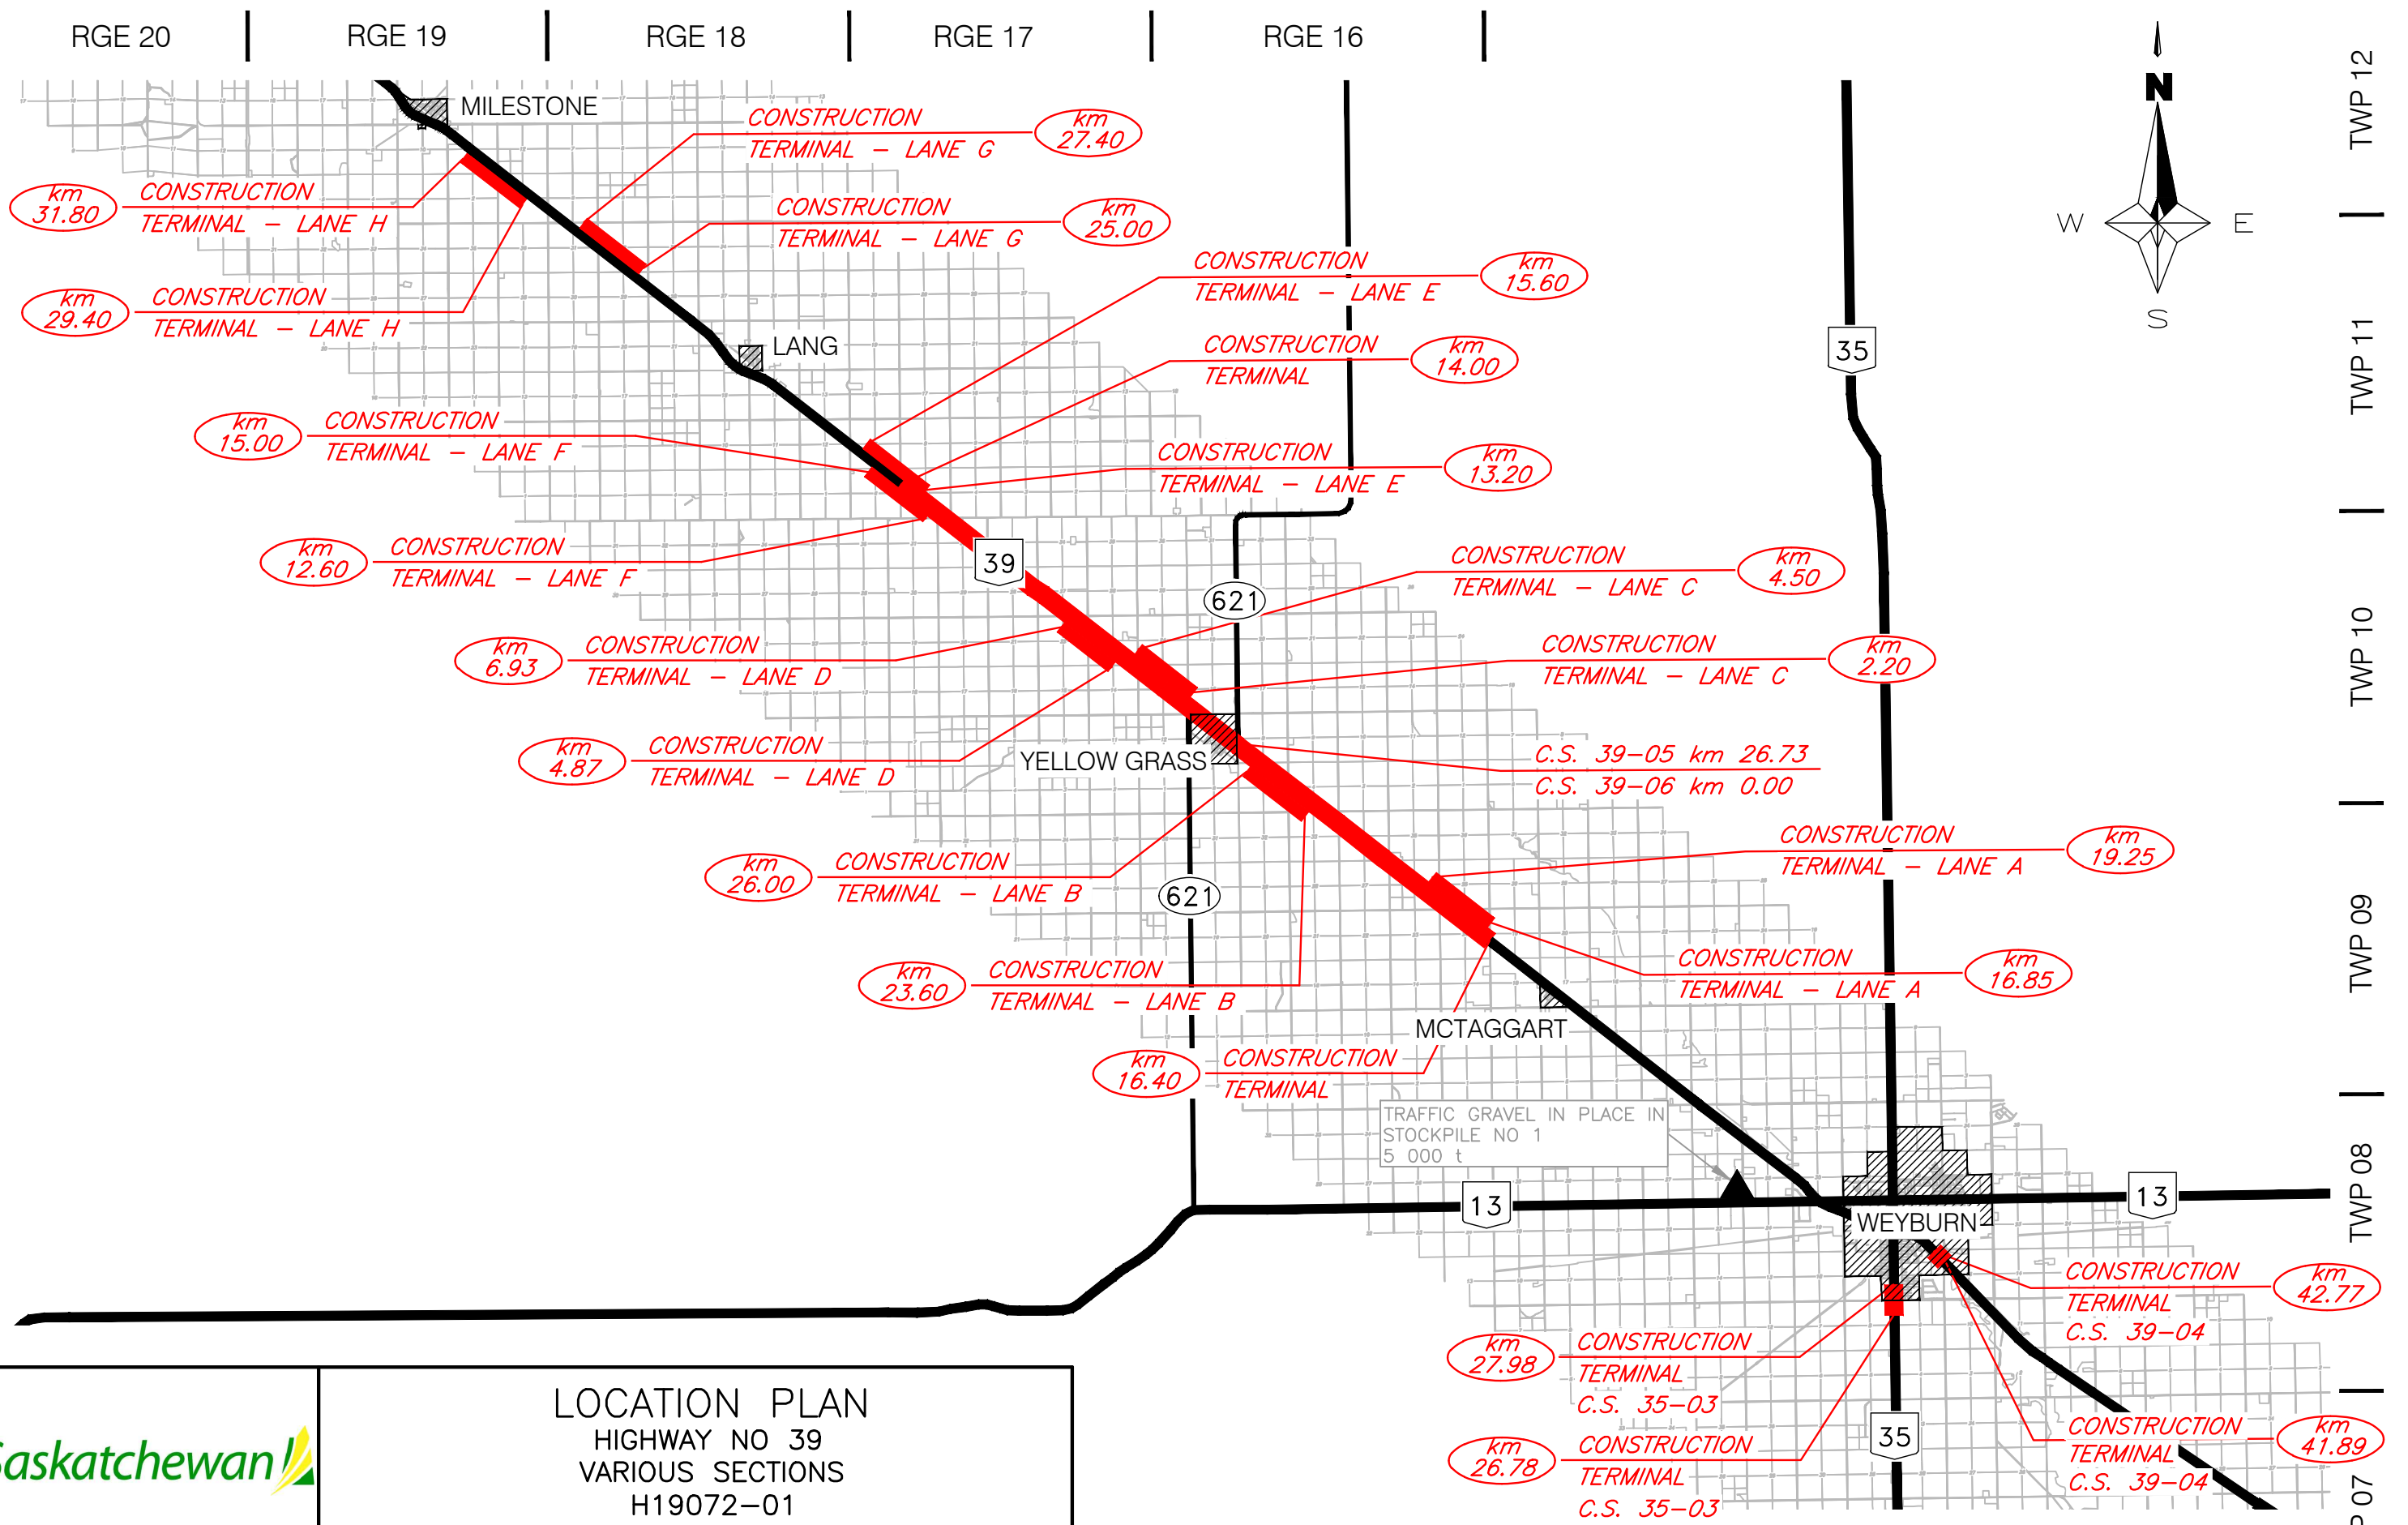 RGE 20
RGE 19
RGE 18
RGE 17
RGE 16
N
W
E
S
TWP 12
TWP 11
TWP 10
TWP 09
TWP 08
P 07
MILESTONE
CONSTRUCTION
TERMINAL – LANE G
km
27.40
km
31.80
CONSTRUCTION
TERMINAL – LANE H
CONSTRUCTION
TERMINAL – LANE G
km
25.00
km
29.40
CONSTRUCTION
TERMINAL – LANE H
CONSTRUCTION
TERMINAL – LANE E
km
15.60
LANG
CONSTRUCTION
TERMINAL
km
14.00
35
km
15.00
CONSTRUCTION
TERMINAL – LANE F
CONSTRUCTION
TERMINAL – LANE E
km
13.20
km
12.60
CONSTRUCTION
TERMINAL – LANE F
39
CONSTRUCTION
TERMINAL – LANE C
km
4.50
621
km
6.93
CONSTRUCTION
TERMINAL – LANE D
CONSTRUCTION
TERMINAL – LANE C
km
2.20
km
4.87
CONSTRUCTION
TERMINAL – LANE D
YELLOW GRASS
C.S. 39–05 km 26.73
C.S. 39–06 km 0.00
CONSTRUCTION
TERMINAL – LANE A
km
19.25
km
26.00
CONSTRUCTION
TERMINAL – LANE B
621
km
23.60
CONSTRUCTION
TERMINAL – LANE B
CONSTRUCTION
TERMINAL – LANE A
km
16.85
MCTAGGART
km
16.40
CONSTRUCTION
TERMINAL
TRAFFIC GRAVEL IN PLACE IN
STOCKPILE NO 1
5 000 t
13
13
WEYBURN
CONSTRUCTION
TERMINAL
C.S. 39–04
km
42.77
km
27.98
CONSTRUCTION
TERMINAL
C.S. 35–03
CONSTRUCTION
TERMINAL
C.S. 39–04
km
41.89
35
km
26.78
CONSTRUCTION
TERMINAL
C.S. 35–03
Saskatchewan
LOCATION PLAN
HIGHWAY NO 39
VARIOUS SECTIONS
H19072–01